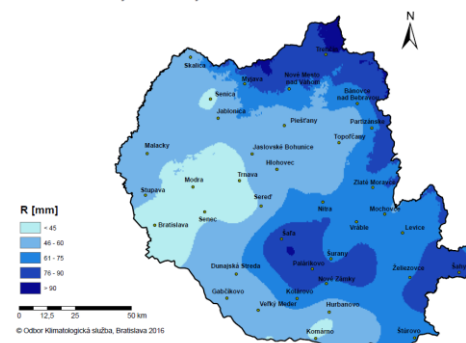 N
Trenčín
Skalica
Myjava
Nové Mesto
nad Váhom
Senica
Bánovce
nad Bebravou
Jablonica
Piešťany
Partizánske
Topoľčany
Malacky
Jaslovské Bohunice
Hlohovec
Modra
Trnava
Zlaté Moravce
Stupava
Sereď
Nitra
Mochovce
Senec
Bratislava
Vráble
Levice
Šaľa
Šurany
Palárikovo
Dunajská Streda
Želiezovce
Nové Zámky
Gabčíkovo
Kolárovo
Veľký Meder
Hurbanovo
Komárno
Štúrovo
R [mm]
< 45
46 - 60
61 - 75
76 - 90
> 90
0 12,5 25 50 km
© Odbor Klimatologická služba, Bratislava 2016